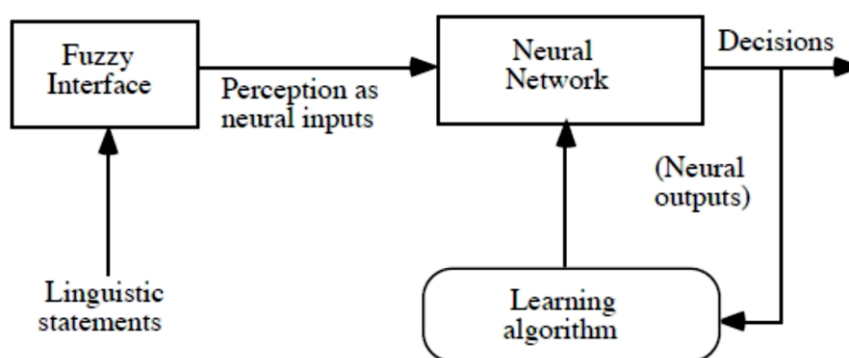 Fuzzy
Interface
Perception as
neural inputs
Neural
Network
Decisions
(Neural
outputs)
Linguistic
statements
Learning
algorithm